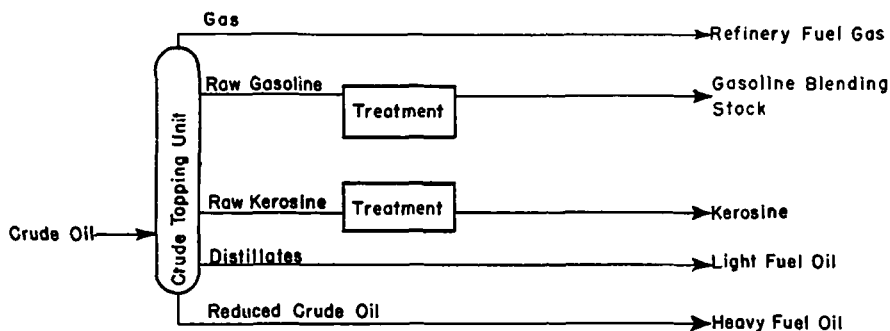 Gas
Refinery Fuel Gas
Raw Gasoline
Treatment
Gasoline Blending
Stock
Crude Topping Unit
Raw Kerosine
Treatment
Kerosine
Crude Oil
Distillates
Light Fuel Oil
Reduced Crude Oil
Heavy Fuel Oil